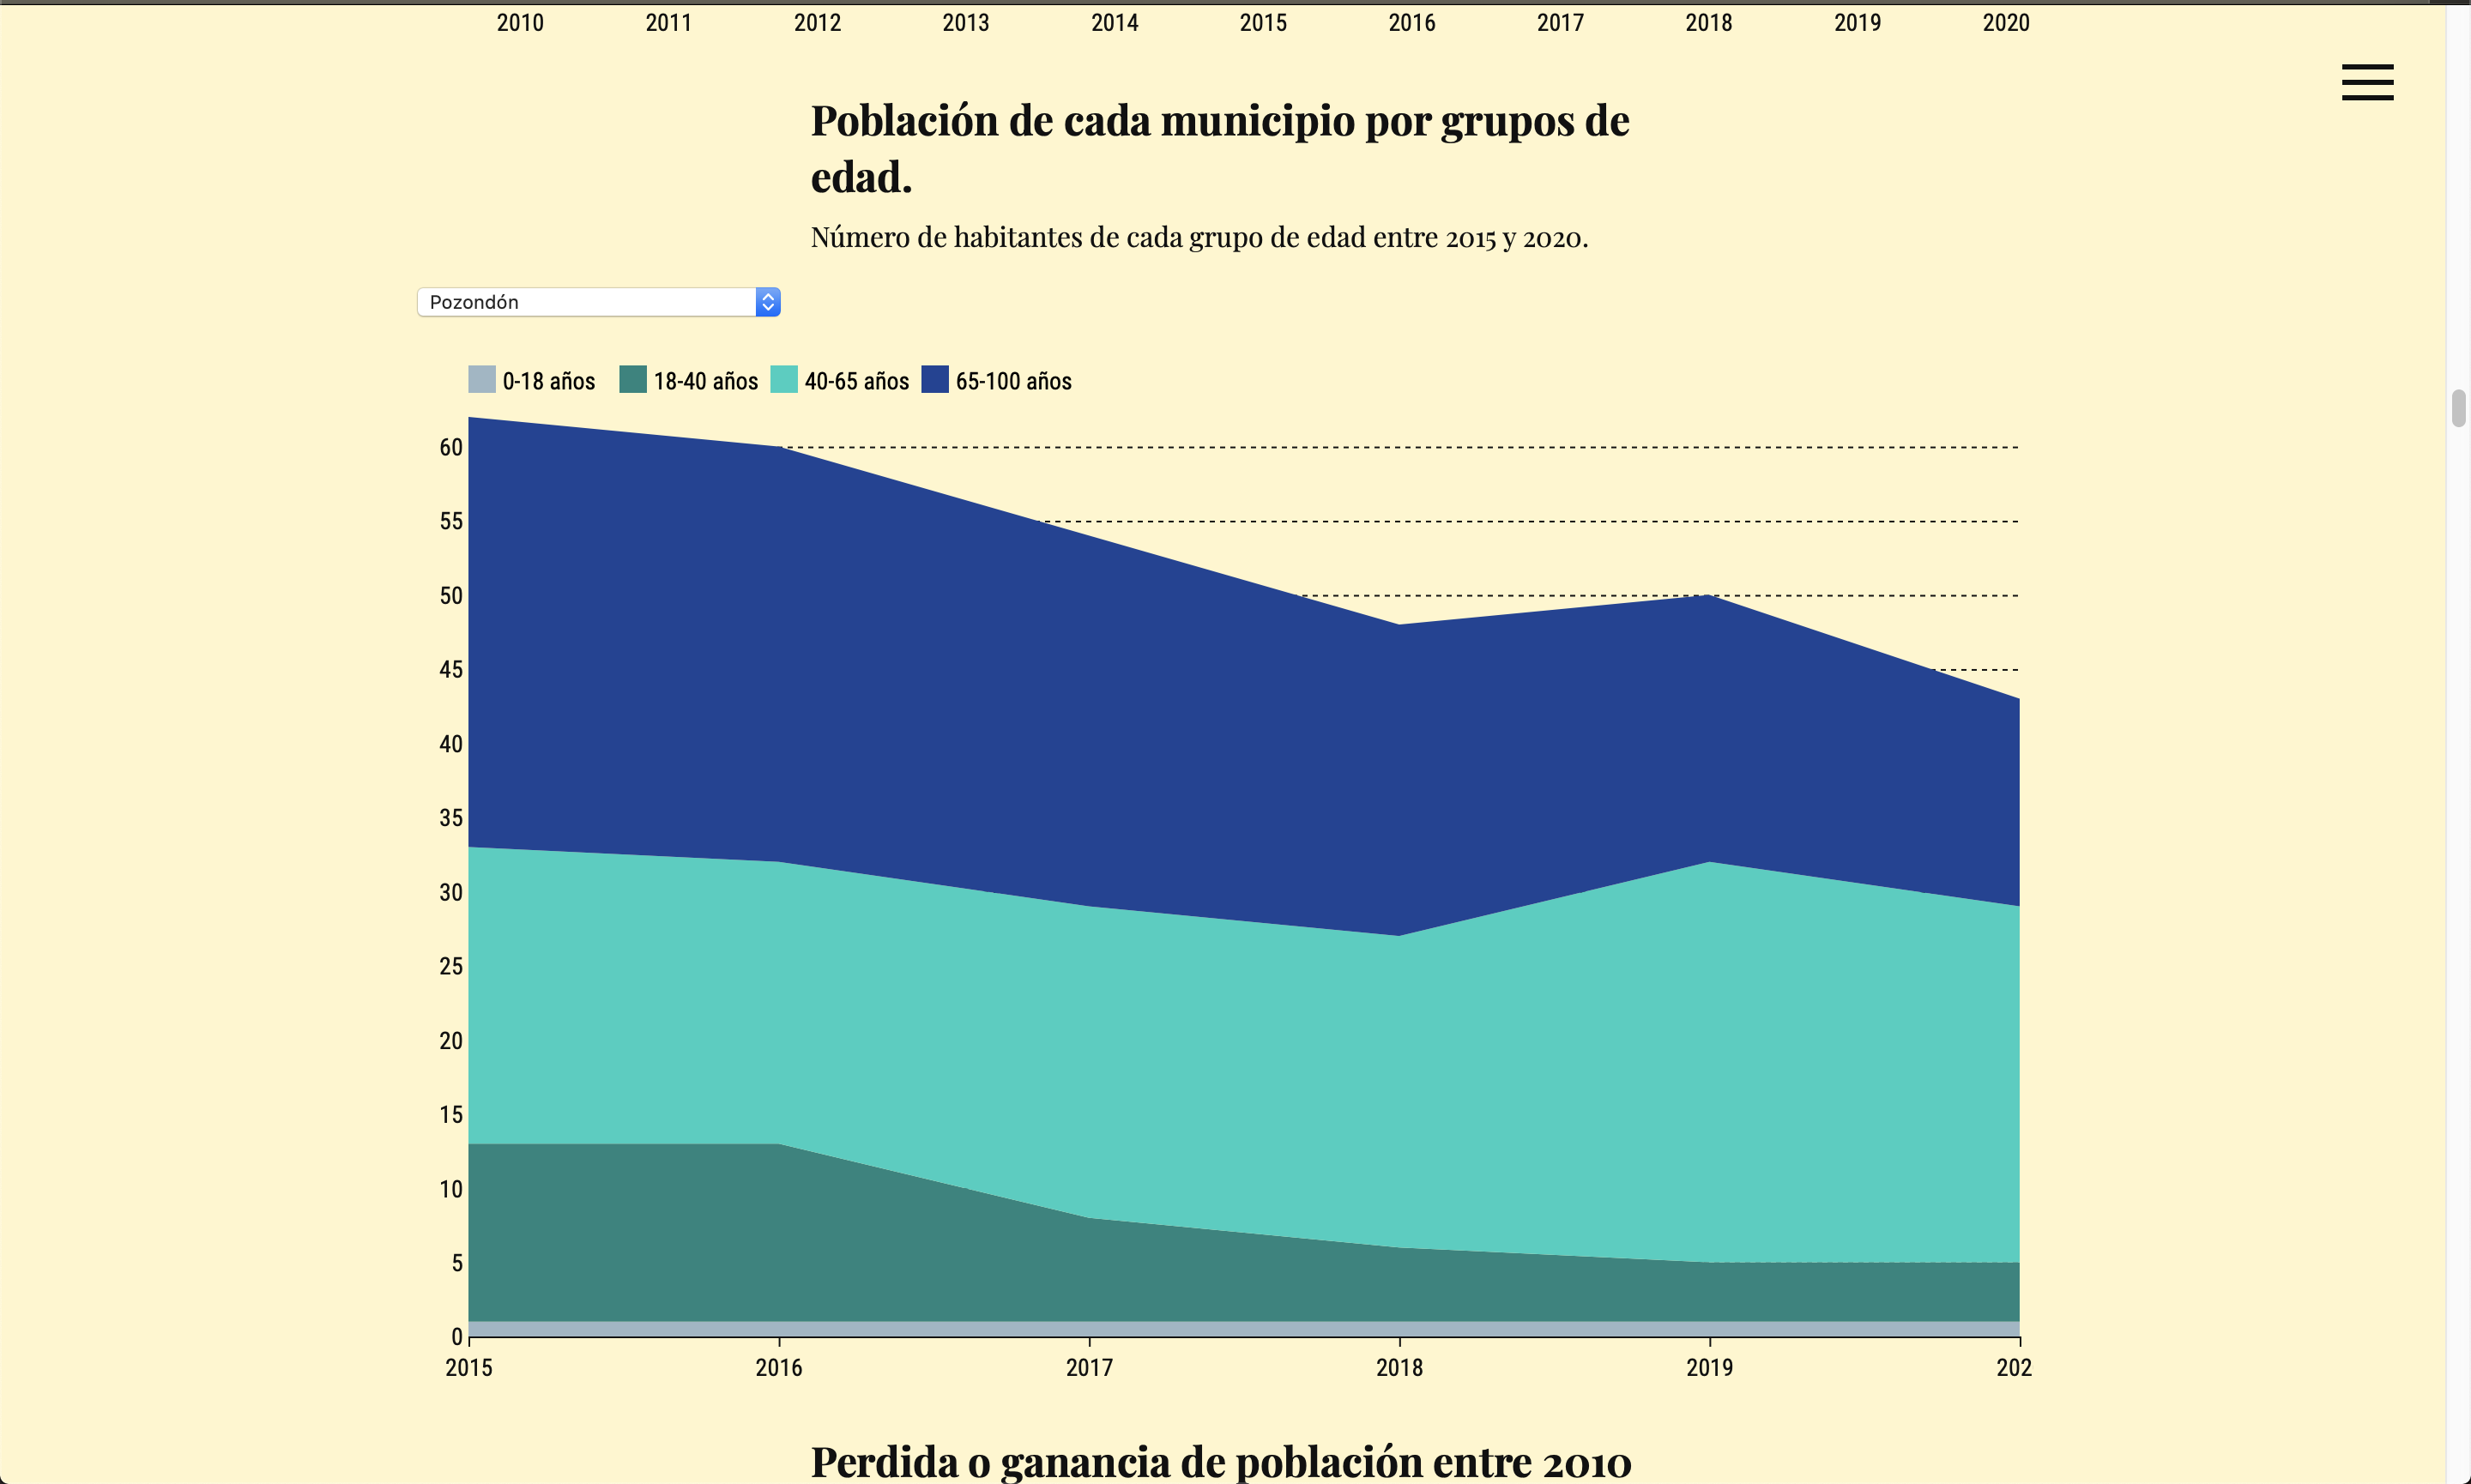 2010 2011 2012 2013 2014 2015 2016 2017 2018 2019 2020
Población de cada municipio por grupos de
edad.
Número de habitantes de cada grupo de edad entre 2015 y 2020.
Pozondón
0-18 años 18-40 años 40-65 años 65-100 años
60
55
50
45
40
35
30
25
20
15
10
5
0
2015 2016 2017 2018 2019 202
Perdida o ganancia de población entre 2010